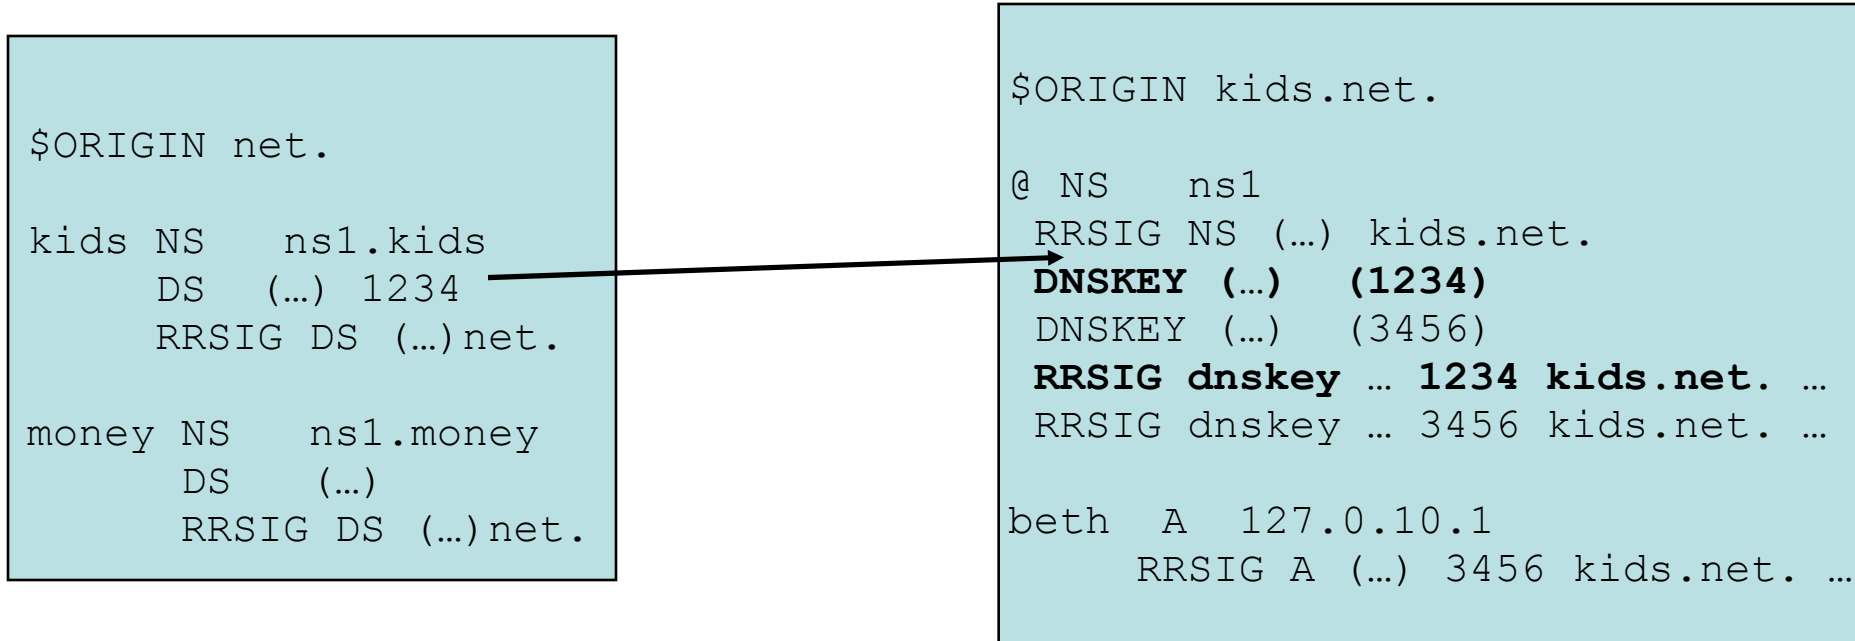 $ORIGIN net.
kids NS ns1.kids
DS (…) 1234
RRSIG DS (…)net.
money NS ns1.money
DS (…)
RRSIG DS (…)net.
$ORIGIN kids.net.
@ NS ns1
RRSIG NS (…) kids.net.
DNSKEY (…) (1234)
DNSKEY (…) (3456)
RRSIG dnskey … 1234 kids.net. …
RRSIG dnskey … 3456 kids.net. …
beth A 127.0.10.1
RRSIG A (…) 3456 kids.net. …